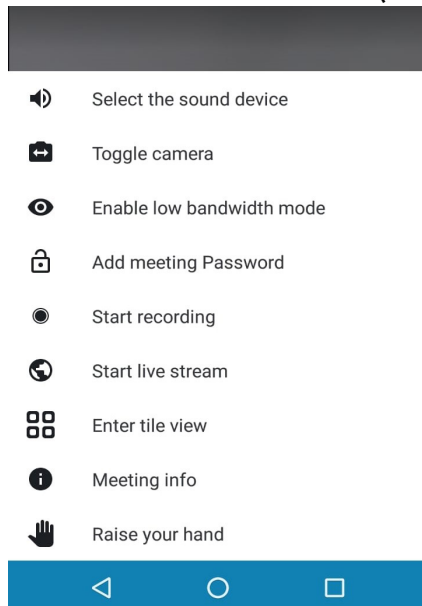 Select the sound device
Toggle camera
Enable low bandwidth mode
Add meeting Password
Start recording
Start live stream
Enter tile view
Meeting info
Raise your hand